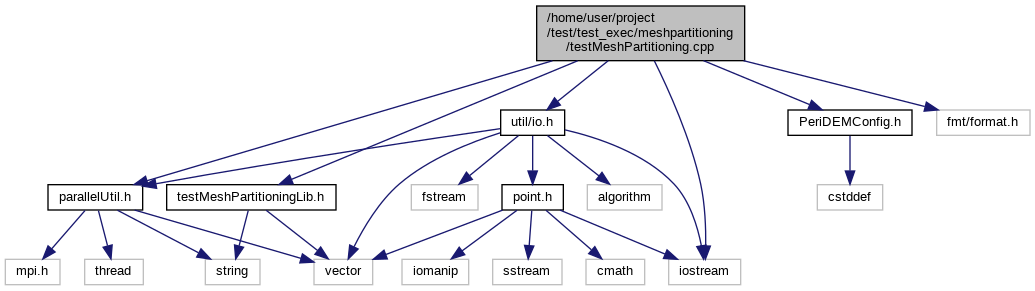 /home/user/project
/test/test_exec/meshpartitioning
/testMeshPartitioning.cpp
util/io.h
PeriDEMConfig.h
fmt/format.h
parallelUtil.h
testMeshPartitioningLib.h
fstream
point.h
algorithm
cstddef
mpi.h
thread
string
vector
iomanip
sstream
cmath
iostream